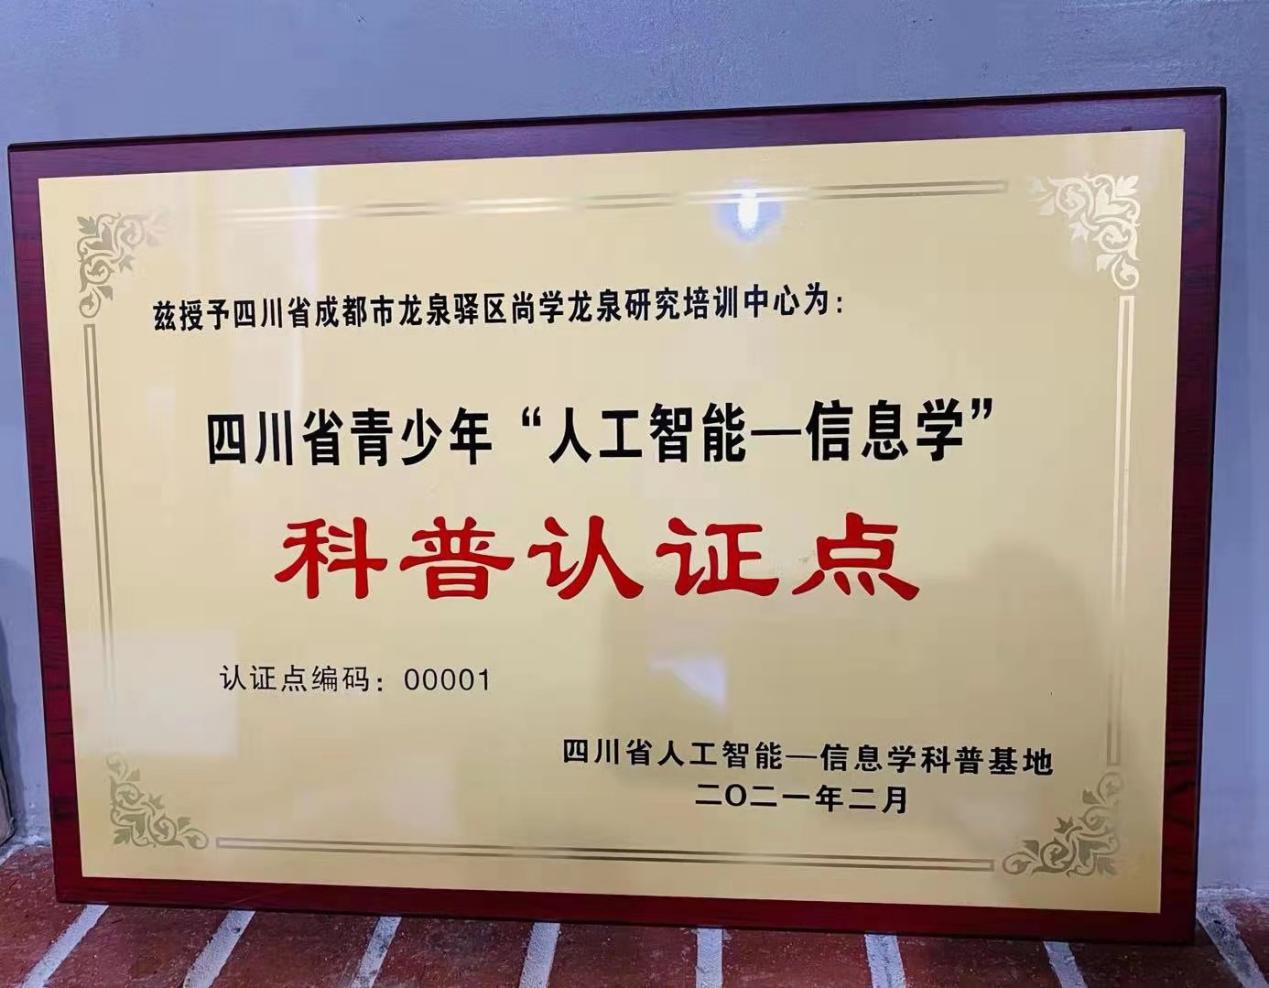 兹授予四川省成都市龙泉驿区尚学龙泉研究培训中心为：
四川省青少年“人工智能—信息学”
科普认证点
认证点编码：00001
四川省人工智能—信息学科普基地
二〇二一年二月